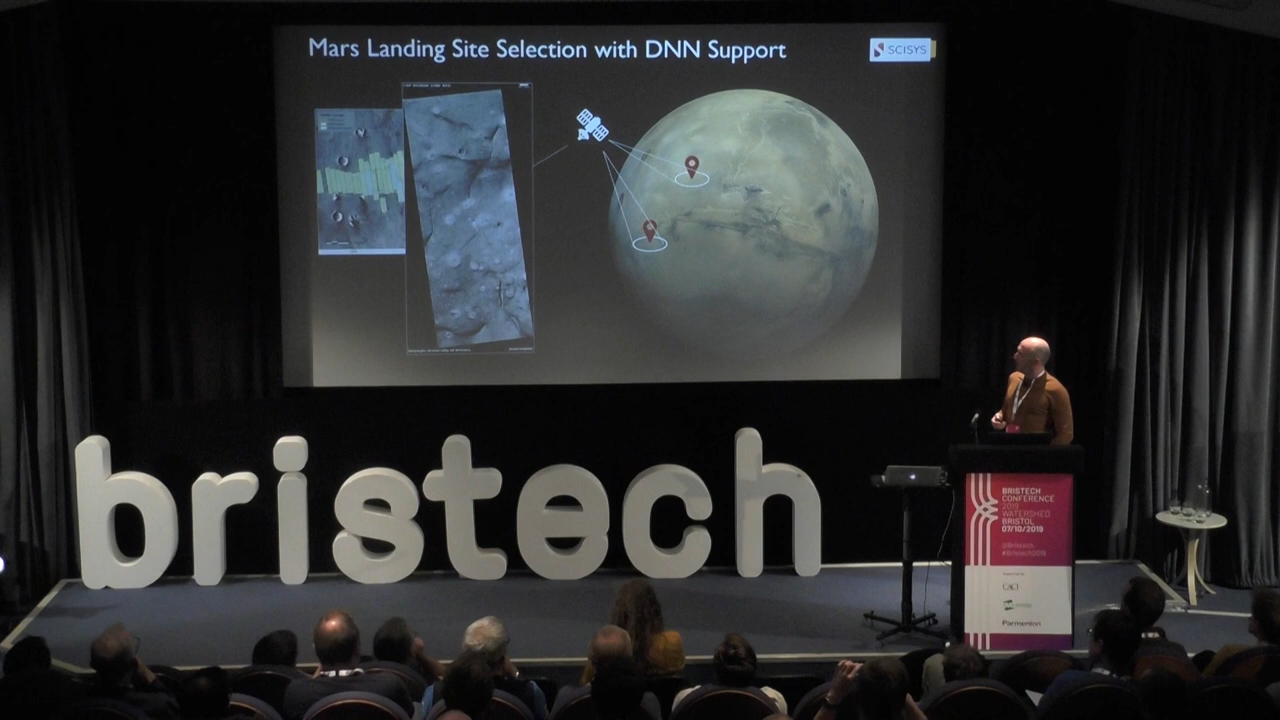 Mars Landing Site Selection with DNN Support
SCISYS
bristech
BRISTECH
CONFERENCE
2019
WATERSHED
BRISTOL
07/10/2019
@Bristech
#Bristech2019
CACI
Parmenion